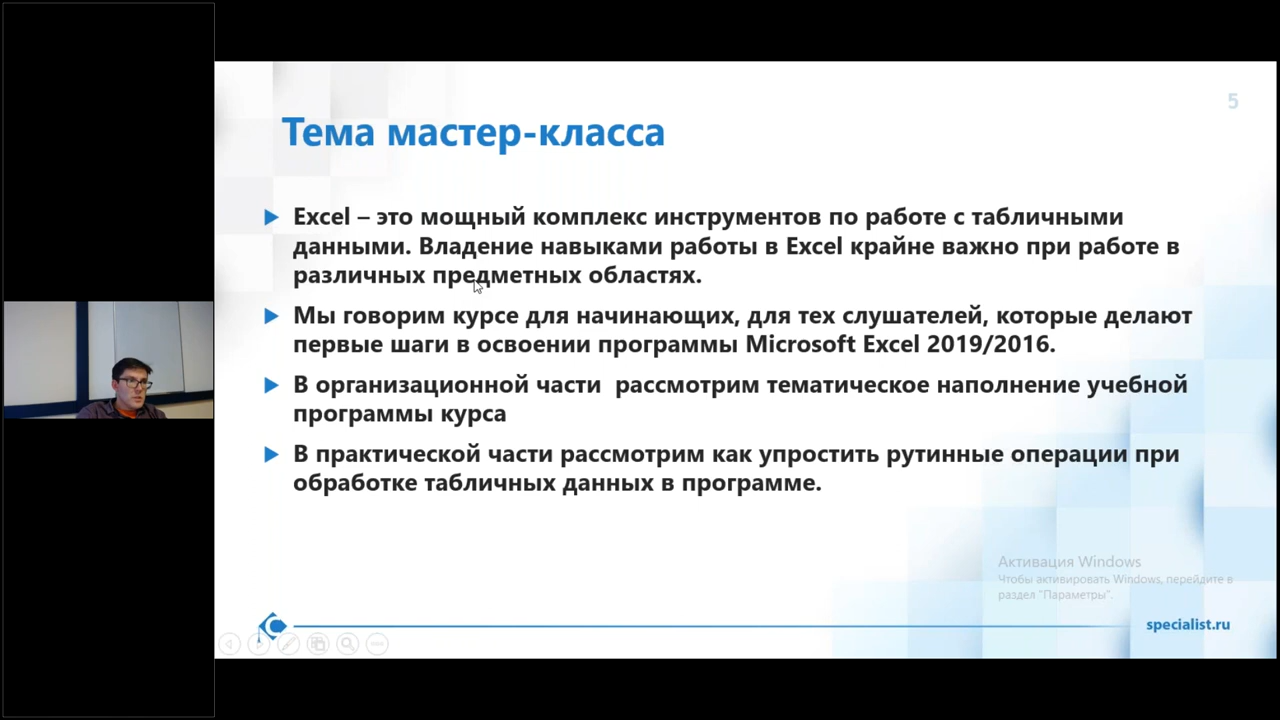 5
Тема мастер-класса
Excel – это мощный комплекс инструментов по работе с табличными
данными. Владение навыками работы в Excel крайне важно при работе в
различных предметных областях.
Мы говорим курсе для начинающих, для тех слушателей, которые делают
первые шаги в освоении программы Microsoft Excel 2019/2016.
В организационной части рассмотрим тематическое наполнение учебной
программы курса
В практической части рассмотрим как упростить рутинные операции при
обработке табличных данных в программе.
Активация Windows
Чтобы активировать Windows, перейдите в
раздел "Параметры".
specialist.ru